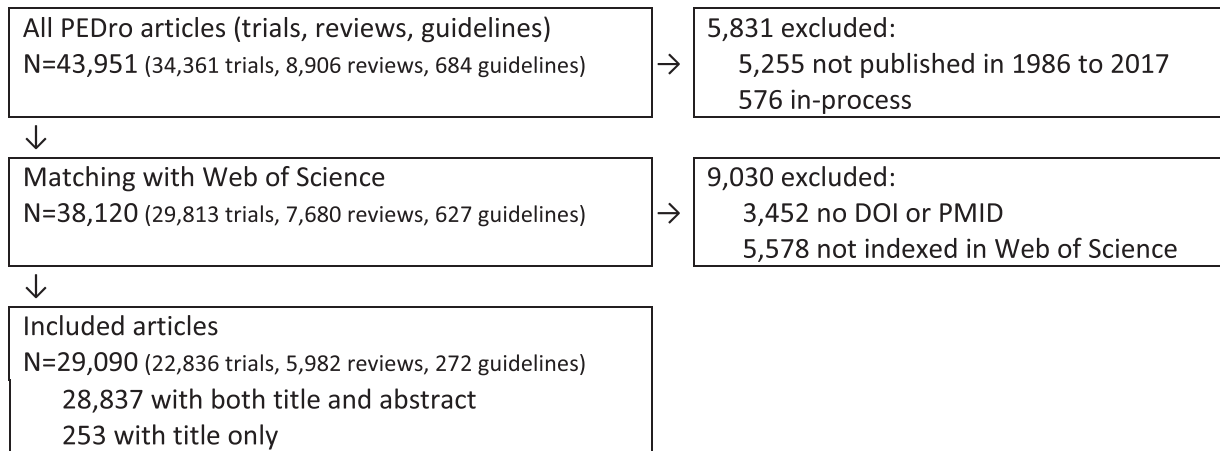 All PEDro articles (trials, reviews, guidelines)
N=43,951 (34,361 trials, 8,906 reviews, 684 guidelines)
→
5,831 excluded:
5,255 not published in 1986 to 2017
576 in-process
↓
Matching with Web of Science
N=38,120 (29,813 trials, 7,680 reviews, 627 guidelines)
→
9,030 excluded:
3,452 no DOI or PMID
5,578 not indexed in Web of Science
↓
Included articles
N=29,090 (22,836 trials, 5,982 reviews, 272 guidelines)
28,837 with both title and abstract
253 with title only